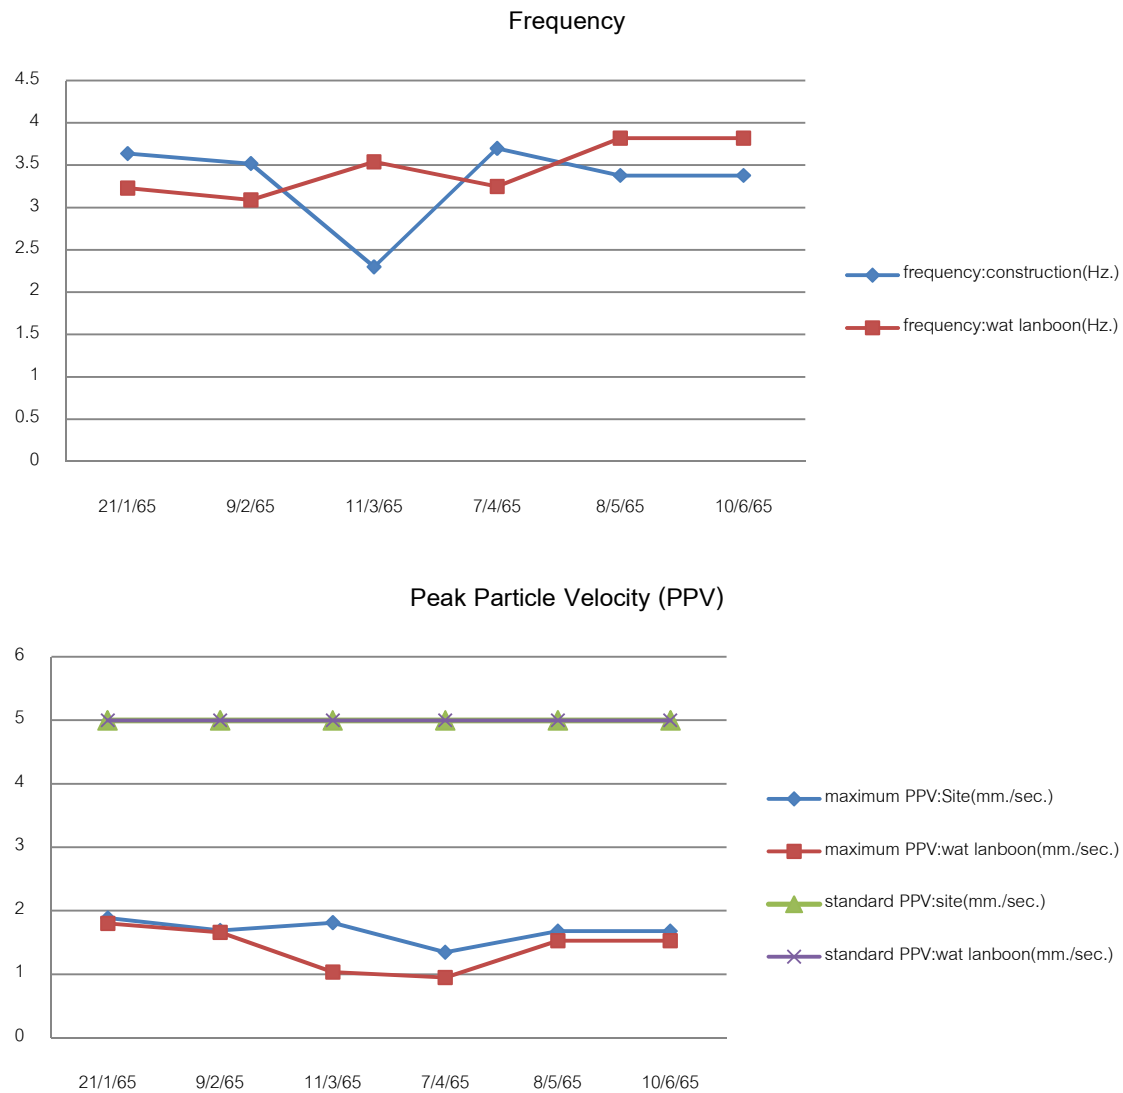 Frequency
4.5
4
3.5
3
2.5
2
1.5
1
0.5
0
21/1/65 9/2/65 11/3/65 7/4/65 8/5/65 10/6/65
frequency:construction(Hz.)
frequency:wat lanboon(Hz.)
Peak Particle Velocity (PPV)
6
5
4
3
2
1
0
21/1/65 9/2/65 11/3/65 7/4/65 8/5/65 10/6/65
maximum PPV:Site(mm./sec.)
maximum PPV:wat lanboon(mm./sec.)
standard PPV:site(mm./sec.)
standard PPV:wat lanboon(mm./sec.)